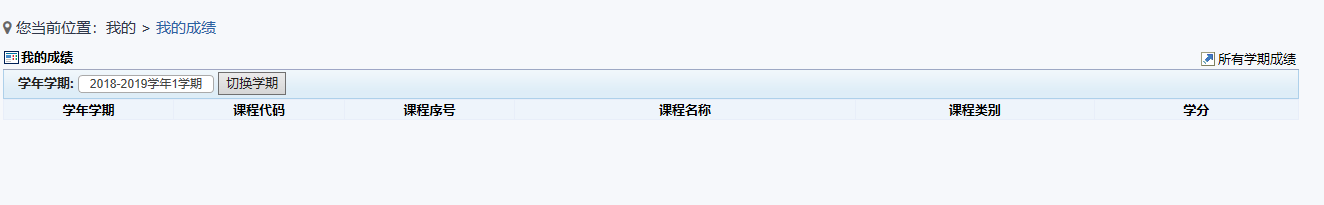 您当前位置：我的 > 我的成绩
我的成绩 所有学期成绩
学年学期: 2018-2019学年1学期 切换学期
学年学期 课程代码 课程序号 课程名称 课程类别 学分